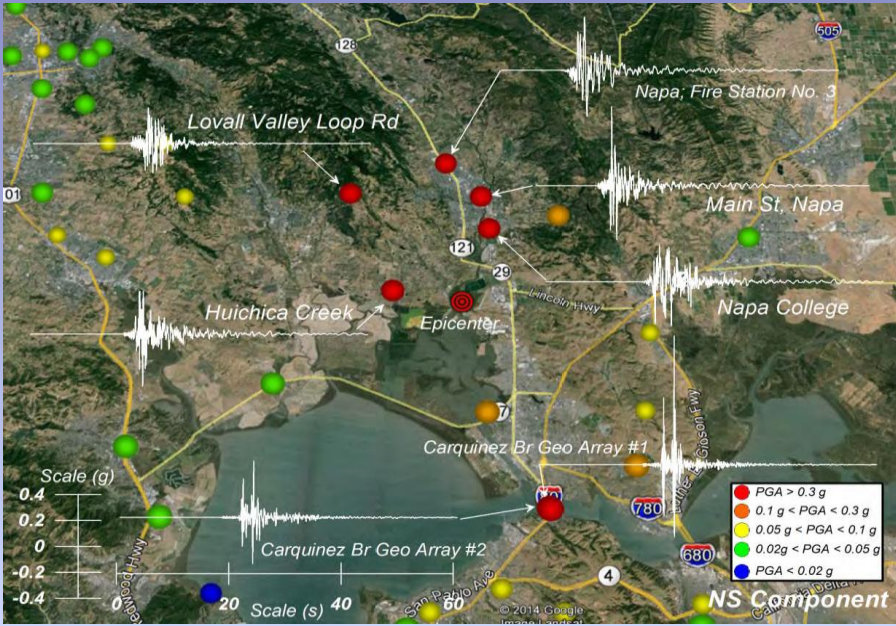 128
505
Napa; Fire Station No. 3
Lovall Valley Loop Rd
01
Main St, Napa
121
29
Lincoln Hwy
Napa College
Huichica Creek
Epicenter
7
Carquinez Br Geo Array #1
Scale (g)
0.4
0.2
0
-0.2
-0.4
780
680
PGA > 0.3 g
0.1 g < PGA < 0.3 g
0.05 g < PGA < 0.1 g
0.02g < PGA < 0.05 g
PGA < 0.02 g
Carquinez Br Geo Array #2
4
0
20
40
60
Scale (s)
San Pablo Ave
© 2014 Google
Image Landsat
NS Component